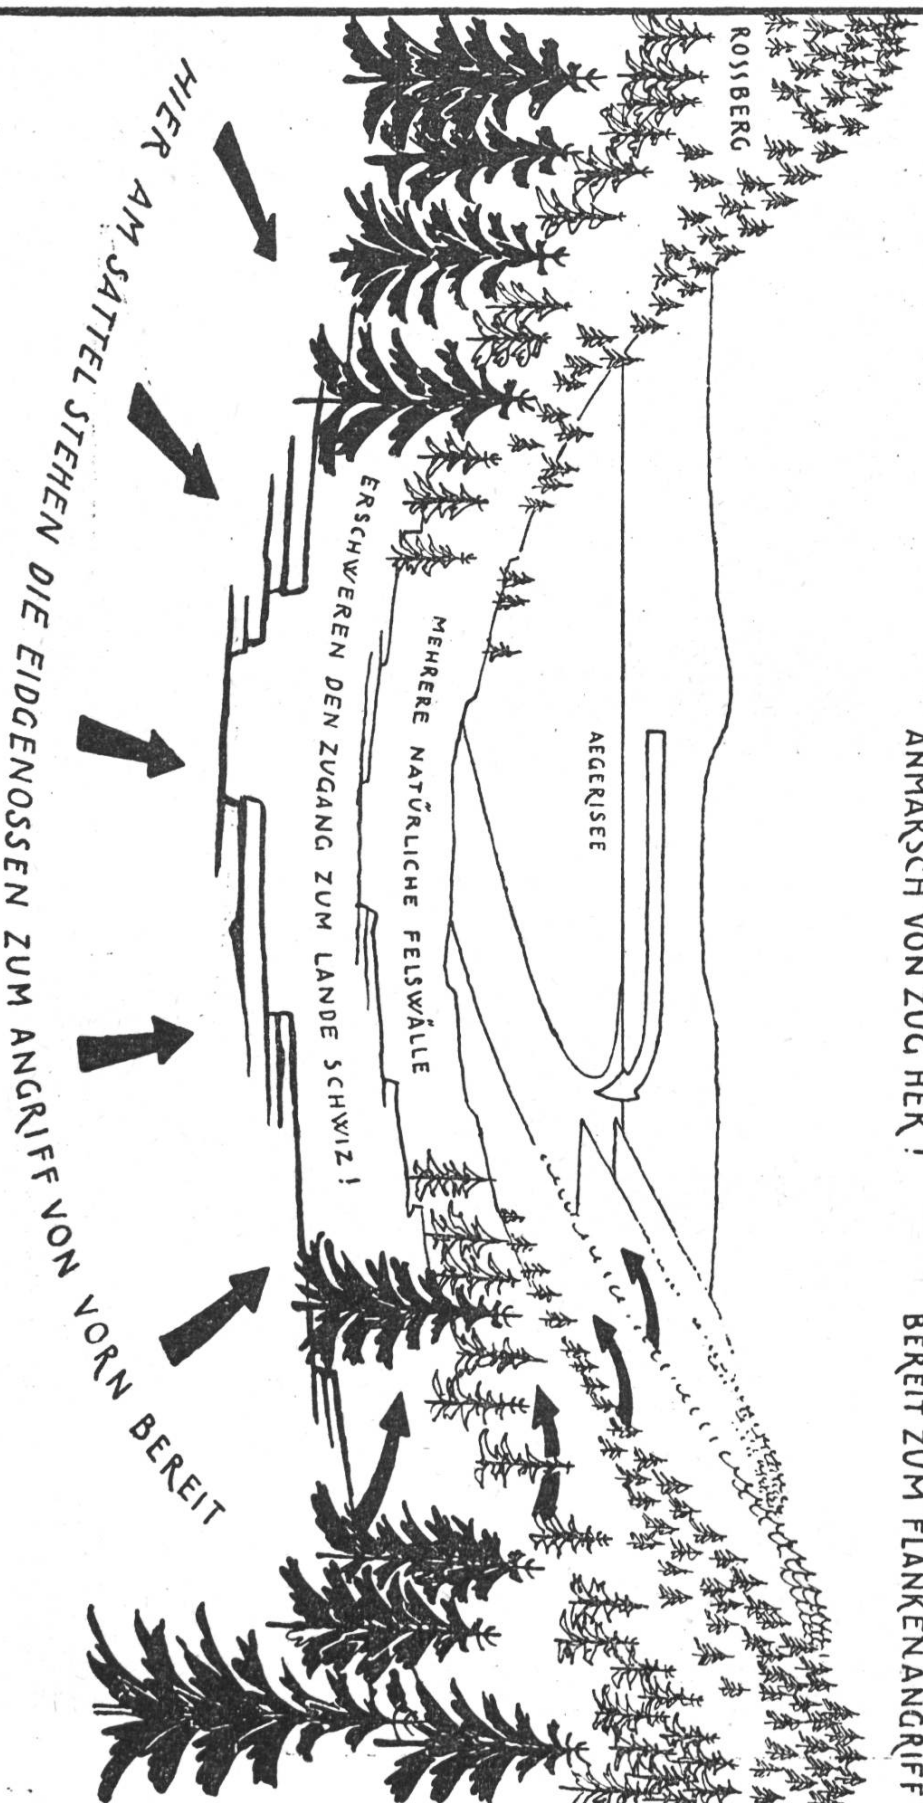 ANMARSCH VON ZUG HER!
BEREIT ZUM FLANKENANGRIFF
ROSSBERG
AEGERISEE
MEHRERE NATÜRLICHE FELSWÄLLE
ERSCHWEREN DEN ZUGANG ZUM LANDE SCHWIZ!
HIER AM SATTEL STEHEN DIE EIDGENOSSEN ZUM ANGRIFF VON VORN BEREIT